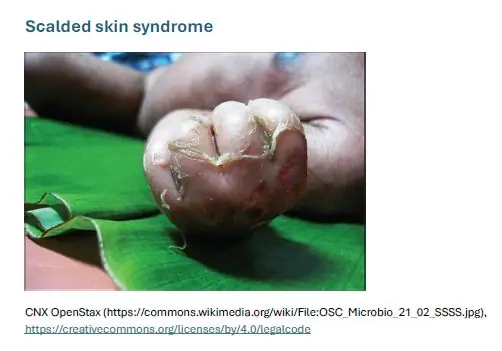 Scalded skin syndrome
CNX OpenStax (https://commons.wikimedia.org/wiki/File:OSC_Microbio_21_02_SSSS.jpg),
https://creativecommons.org/licenses/by/4.0/legalcode